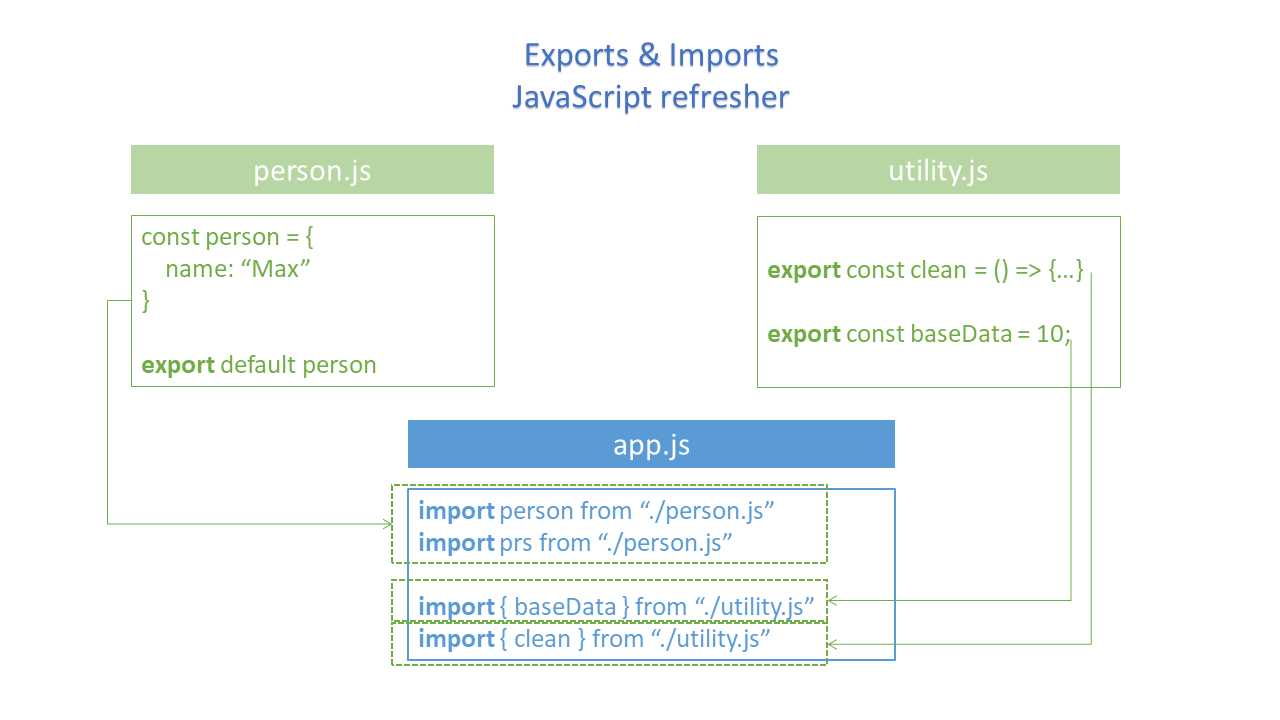 Exports & Imports
JavaScript refresher
person.js
const person = {
name: “Max”
}
export default person
utility.js
export const clean = () => {…}
export const baseData = 10;
app.js
import person from “./person.js”
import prs from “./person.js”
import { baseData } from “./utility.js”
import { clean } from “./utility.js”